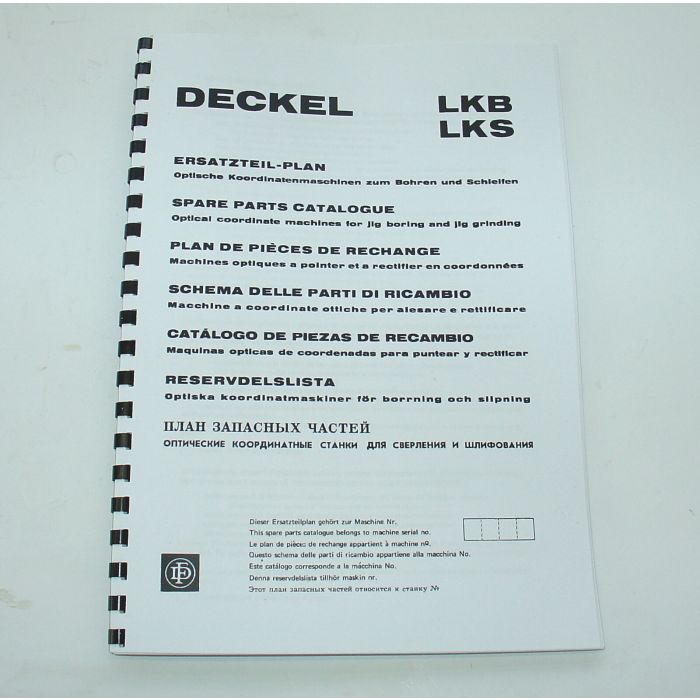 DECKEL LKB
LKS
ERSATZTEIL-PLAN
Optische Koordinatenmaschinen zum Bohren und Schleifen
SPARE PARTS CATALOGUE
Optical coordinate machines for jig boring and jig grinding
PLAN DE PIÈCES DE RECHANGE
Machines optiques a pointer et a rectifier en coordonnées
SCHEMA DELLE PARTI DI RICAMBIO
Macchine a coordinate ottiche per alesare e rettificare
CATÁLOGO DE PIEZAS DE RECAMBIO
Maquinas opticas de coordenadas para puntear y rectificar
RESERVDELSLISTA
Optiska koordinatmaskiner för borrning och slipning
ПЛАН ЗАПАСНЫХ ЧАСТЕЙ
ОПТИЧЕСКИЕ КООРДИНАТНЫЕ СТАНКИ ДЛЯ СВЕРЛЕНИЯ И ШЛИФОВАНИЯ
Dieser Ersatzteilplan gehört zur Maschine Nr.
This spare parts catalogue belongs to machine serial no.
Le plan de pièces de rechange appartient à machine nº.
Questo schema delle parti di ricambio appartiene alla macchina No.
Este catálogo corresponde a la máccina No.
Denna reservdelslista tillhör maskin nr.
Этот план запасных частей относится к станку №
FD